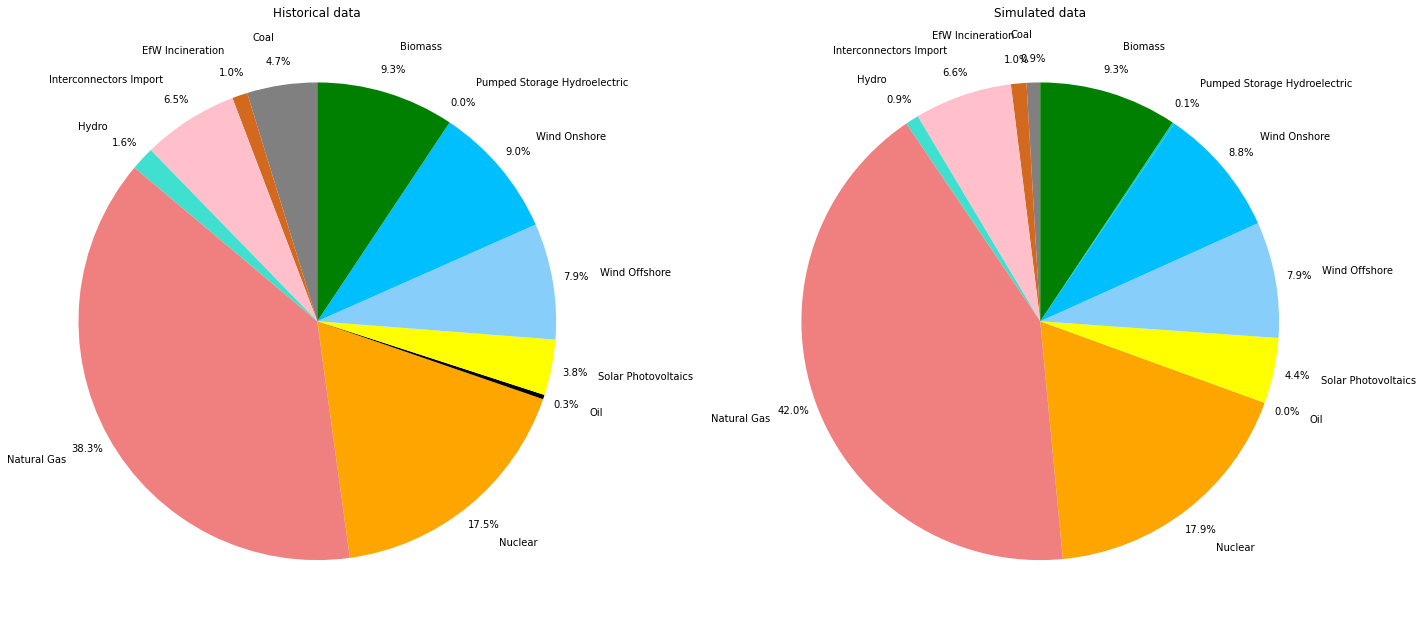 Historical data
Coal
4.7%
EfW Incineration
1.0%
Interconnectors Import
6.5%
Hydro
1.6%
Biomass
9.3%
Pumped Storage Hydroelectric
0.0%
Wind Onshore
9.0%
7.9%
Wind Offshore
3.8%
Solar Photovoltaics
0.3%
Oil
38.3%
Natural Gas
17.5%
Nuclear
Simulated data
Coal
0.9%
EfW Incineration
1.0%
Interconnectors Import
6.6%
Hydro
0.9%
Biomass
9.3%
Pumped Storage Hydroelectric
0.1%
Wind Onshore
8.8%
7.9%
Wind Offshore
4.4%
Solar Photovoltaics
0.0%
Oil
42.0%
Natural Gas
17.9%
Nuclear